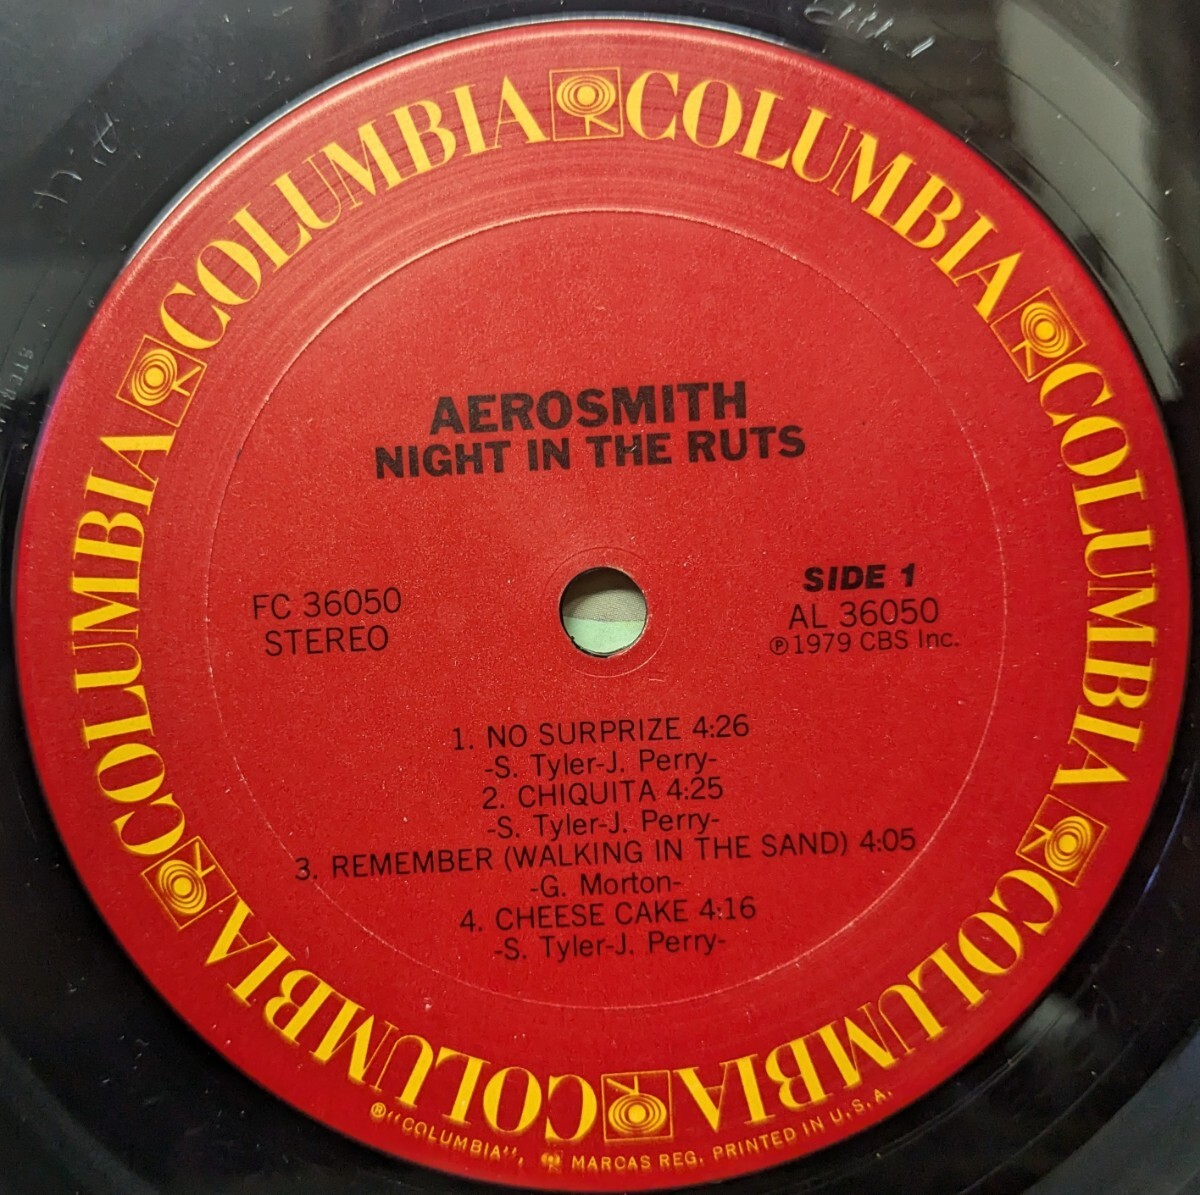 COLUMBIA COLUMBIA COLUMBIA COLUMBIA COLUMBIA COLUMBIA
AEROSMITH
NIGHT IN THE RUTS
FC 36050
STEREO
SIDE 1
AL 36050
℗ 1979 CBS Inc.
1. NO SURPRIZE 4:26
-S. Tyler-J. Perry-
2. CHIQUITA 4:25
-S. Tyler-J. Perry-
3. REMEMBER (WALKING IN THE SAND) 4:05
-G. Morton-
4. CHEESE CAKE 4:16
-S. Tyler-J. Perry-
®"COLUMBIA", MARCAS REG. PRINTED IN U.S.A.